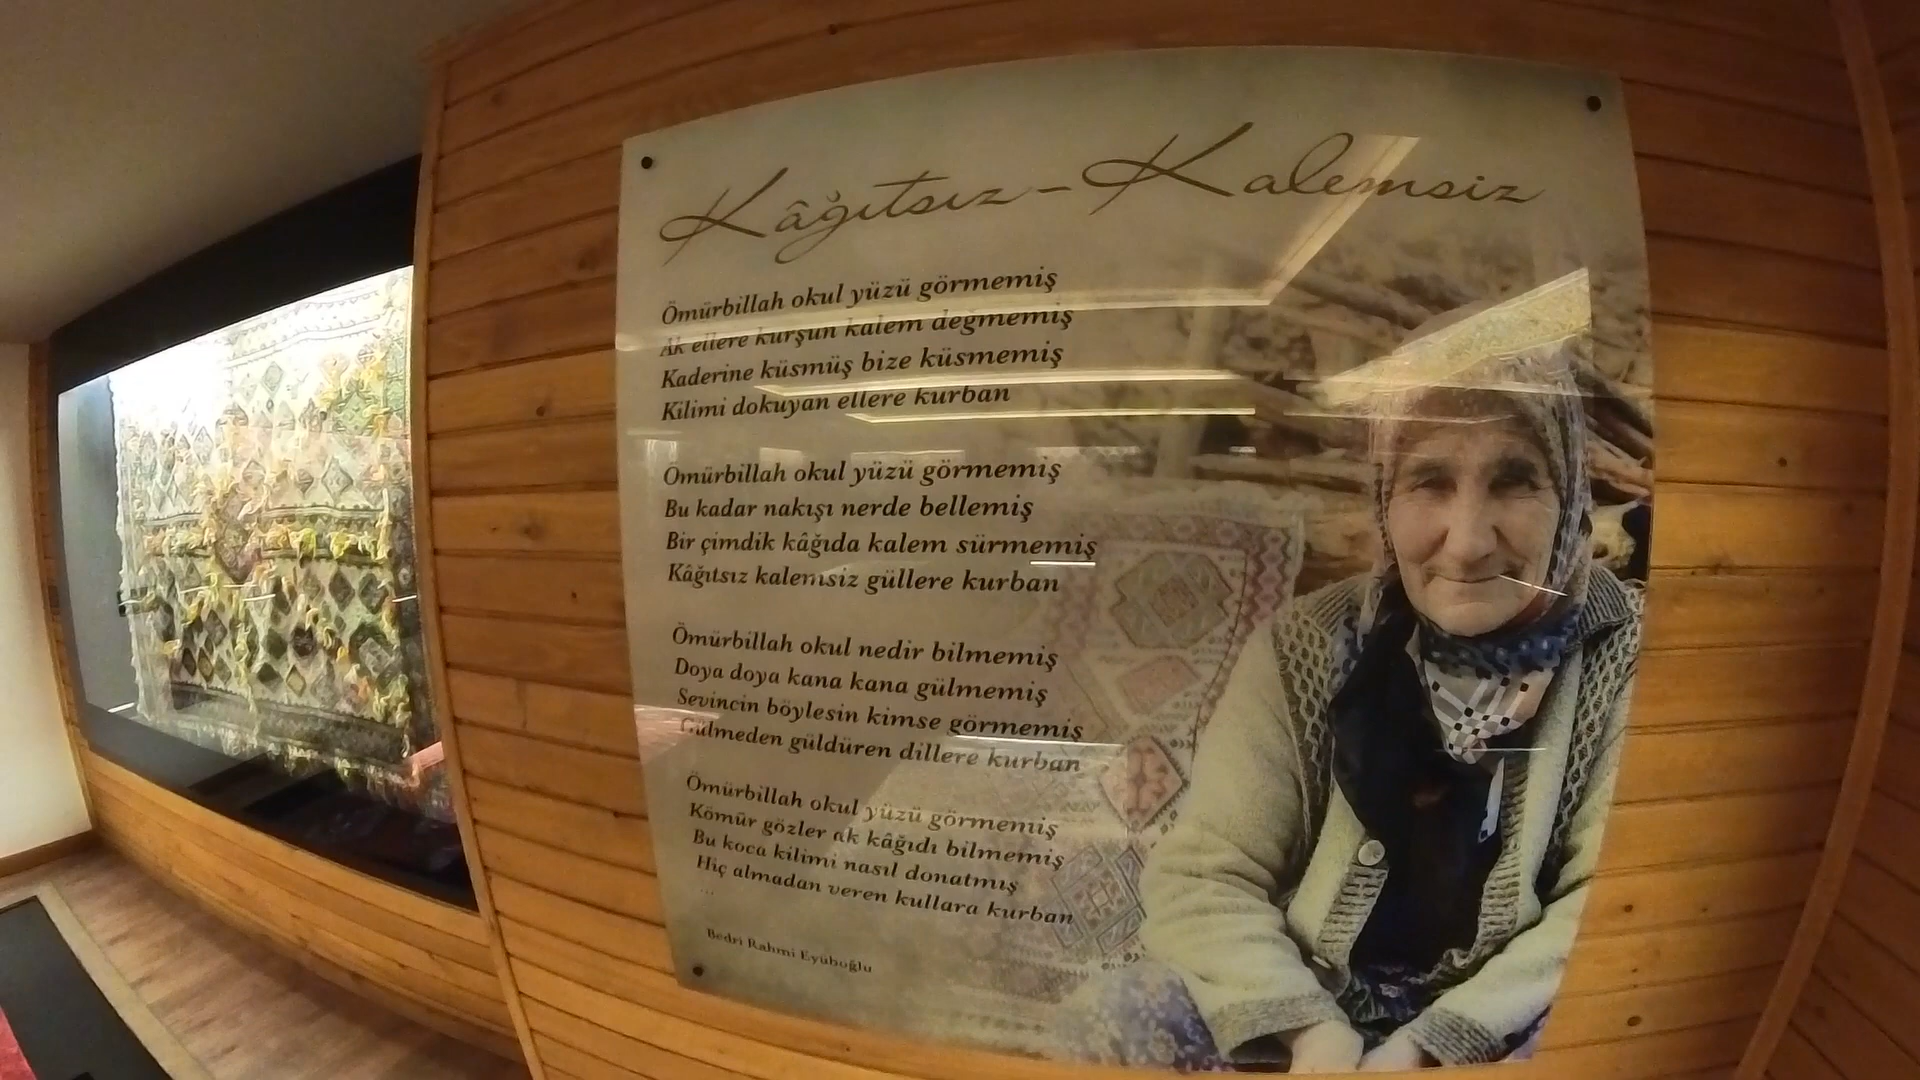 Kâğıtsız-Kalemsiz
Ömürbillah okul yüzü görmemiş
Ak ellere kurşun kalem değmemiş
Kaderine küsmüş bize küsmemiş
Kilimi dokuyan ellere kurban
Ömürbillah okul yüzü görmemiş
Bu kadar nakışı nerde bellemiş
Bir çimdik kâğıda kalem sürmemiş
Kâğıtsız kalemsiz güllere kurban
Ömürbillah okul nedir bilmemiş
Doya doya kana kana gülmemiş
Sevincin böylesin kimse görmemiş
Gülmeden güldüren dillere kurban
Ömürbillah okul yüzü görmemiş
Kömür gözler ak kâğıdı bilmemiş
Bu koca kilimi nasıl donatmış
Hiç almadan veren kullara kurban
...
Bedri Rahmi Eyüboğlu